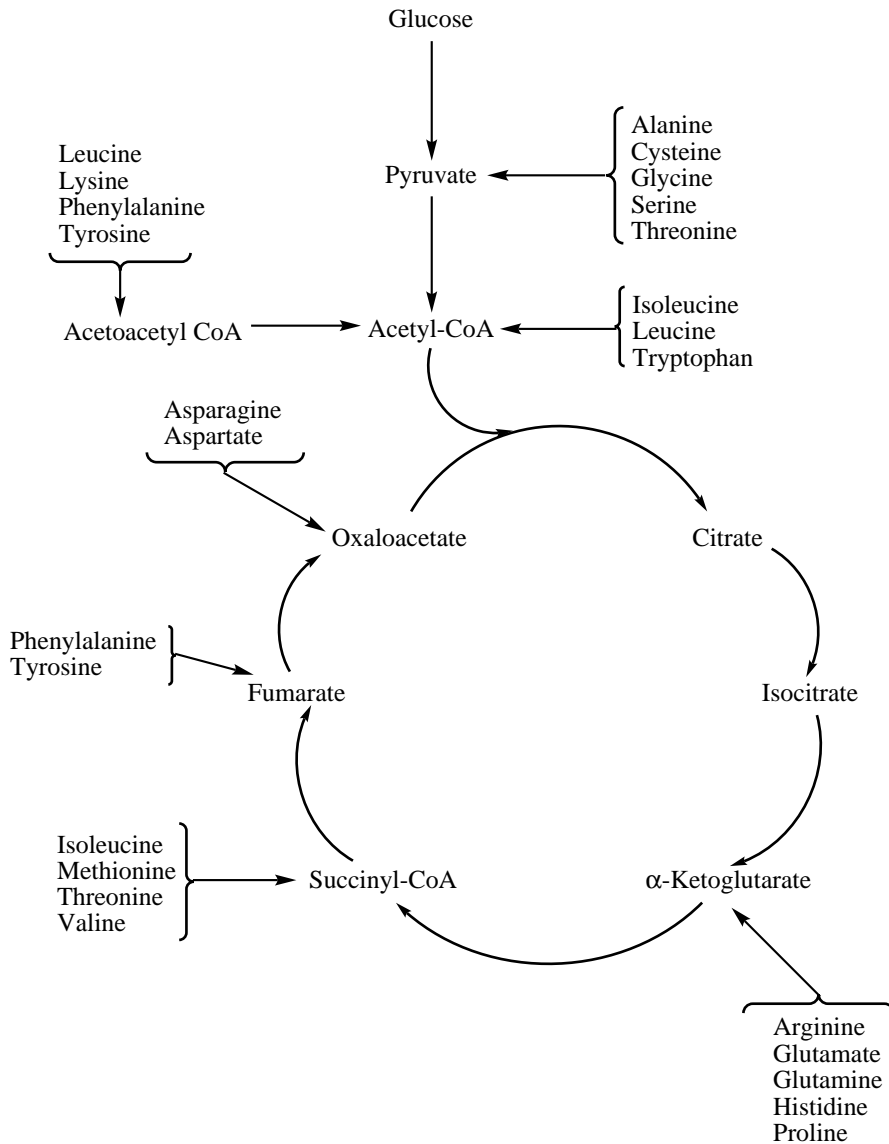 Glucose
Alanine
Cysteine
Glycine
Serine
Threonine
Pyruvate
Leucine
Lysine
Phenylalanine
Tyrosine
Acetoacetyl CoA
Acetyl-CoA
Isoleucine
Leucine
Tryptophan
Asparagine
Aspartate
Oxaloacetate
Citrate
Phenylalanine
Tyrosine
Fumarate
Isocitrate
Isoleucine
Methionine
Threonine
Valine
Succinyl-CoA
α-Ketoglutarate
Arginine
Glutamate
Glutamine
Histidine
Proline